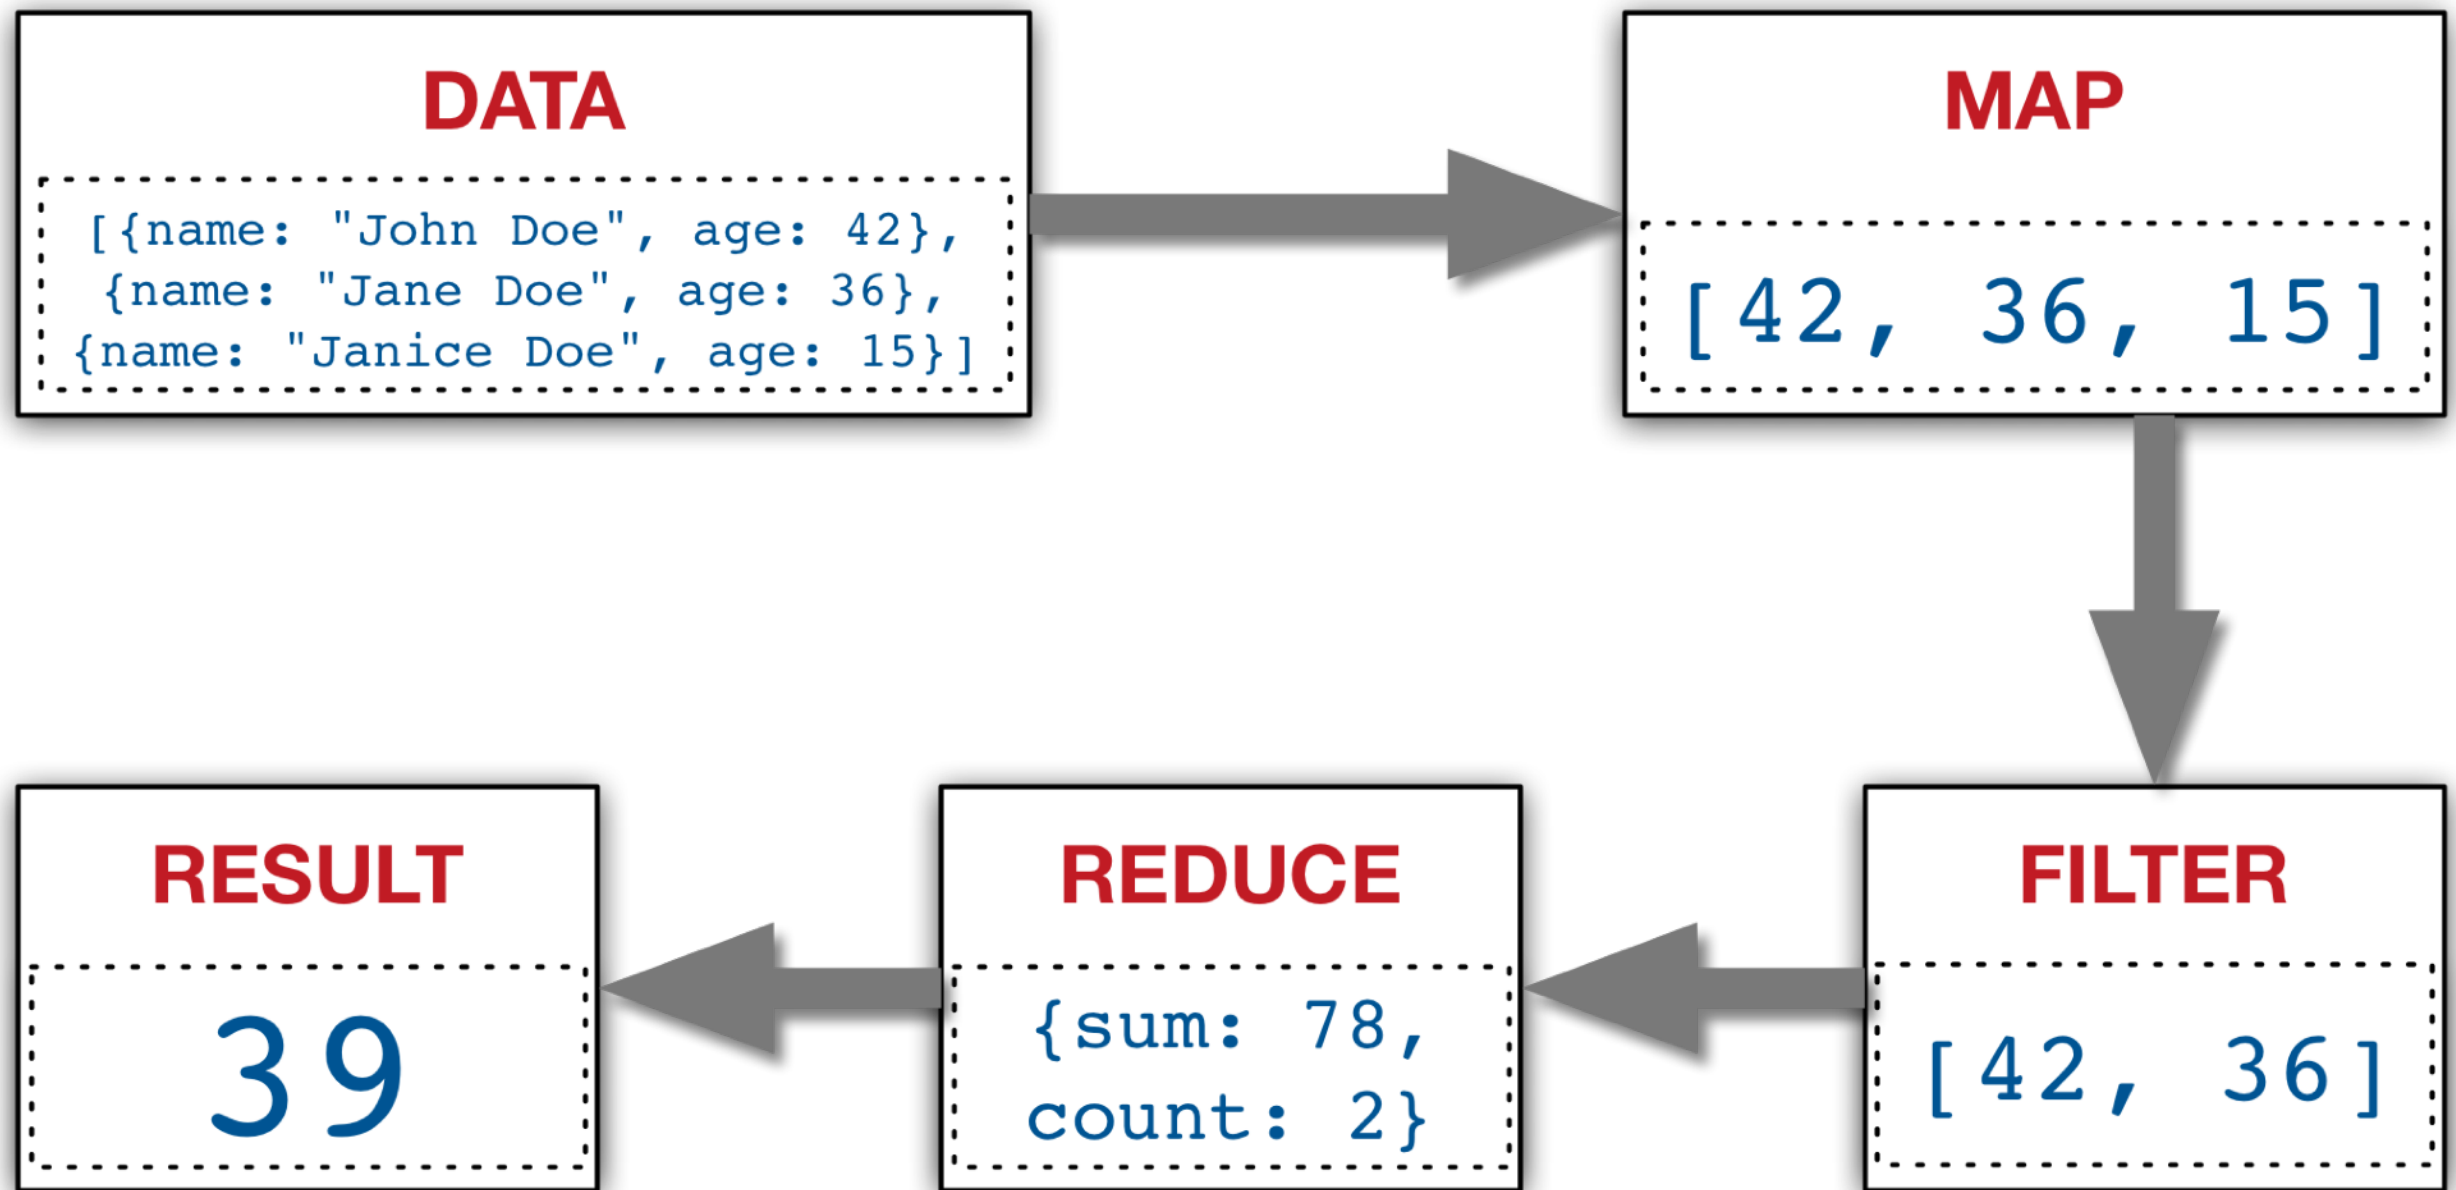 DATA
[{name: "John Doe", age: 42},
{name: "Jane Doe", age: 36},
{name: "Janice Doe", age: 15}]
MAP
[42, 36, 15]
FILTER
[42, 36]
REDUCE
{sum: 78,
count: 2}
RESULT
39